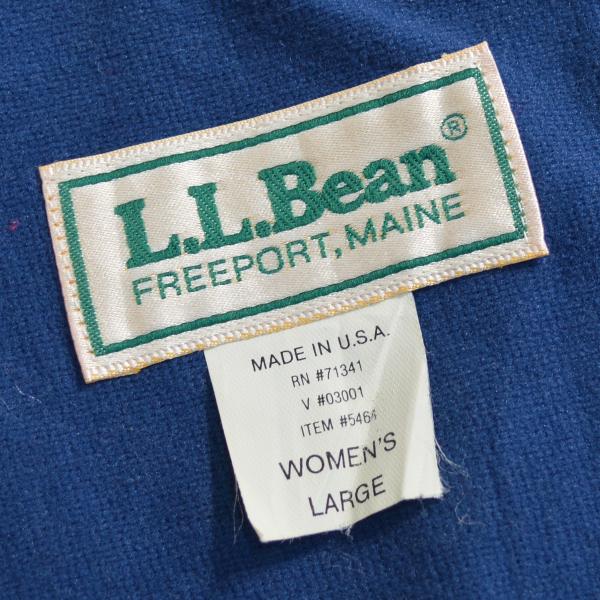 L.L.Bean®
FREEPORT, MAINE
MADE IN U.S.A.
RN #71341
V #03001
ITEM #5464
WOMEN'S
LARGE